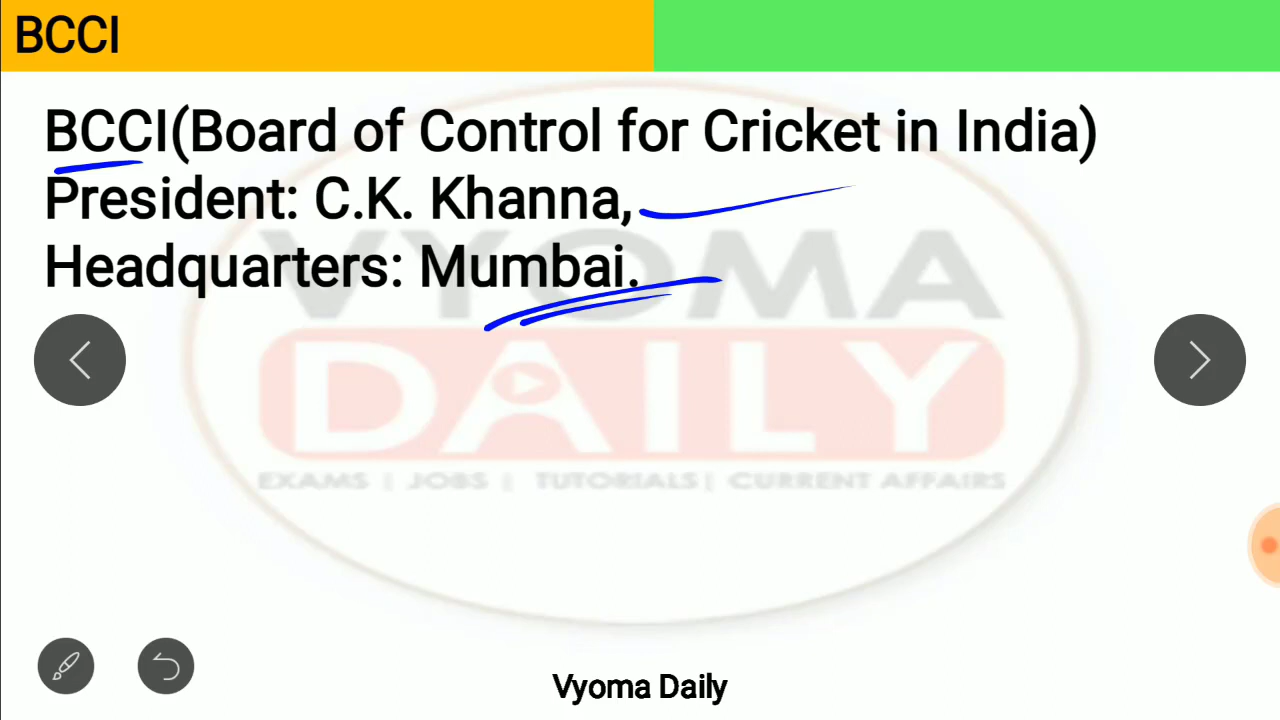 BCCI
BCCI(Board of Control for Cricket in India)
President: C.K. Khanna,
Headquarters: Mumbai.
VYOMA
DAILY
EXAMS | JOBS | TUTORIALS | CURRENT AFFAIRS
Vyoma Daily